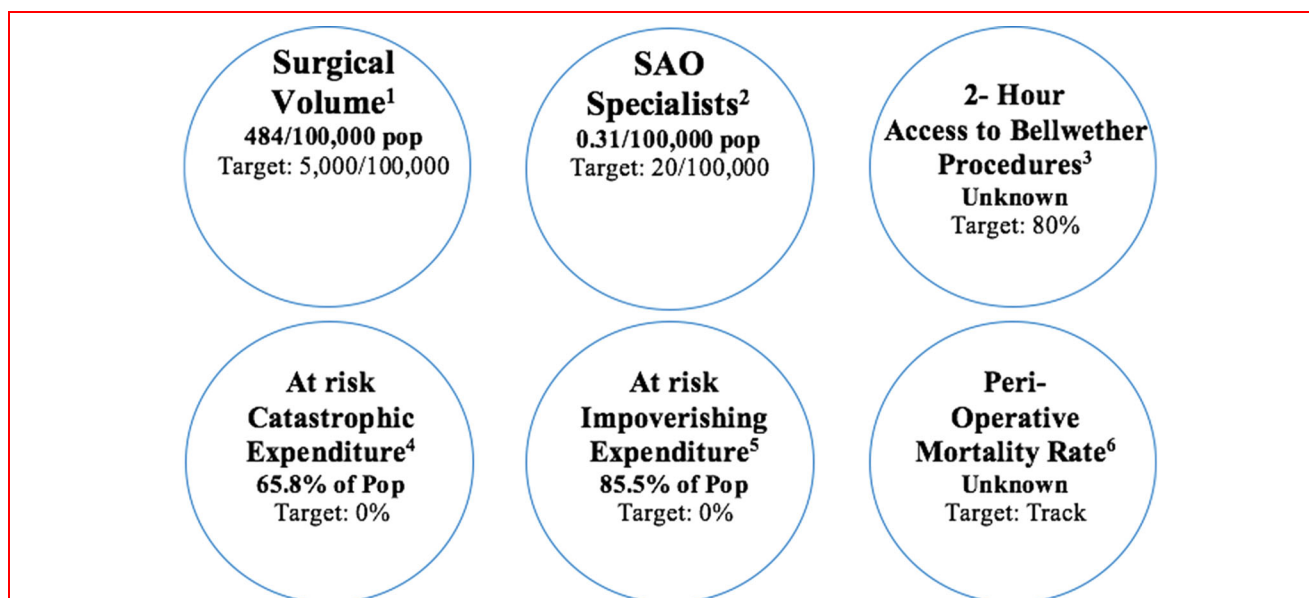 Surgical
Volume¹
484/100,000 pop
Target: 5,000/100,000
SAO
Specialists²
0.31/100,000 pop
Target: 20/100,000
2- Hour
Access to Bellwether
Procedures³
Unknown
Target: 80%
At risk
Catastrophic
Expenditure⁴
65.8% of Pop
Target: 0%
At risk
Impoverishing
Expenditure⁵
85.5% of Pop
Target: 0%
Peri-
Operative
Mortality Rate⁶
Unknown
Target: Track